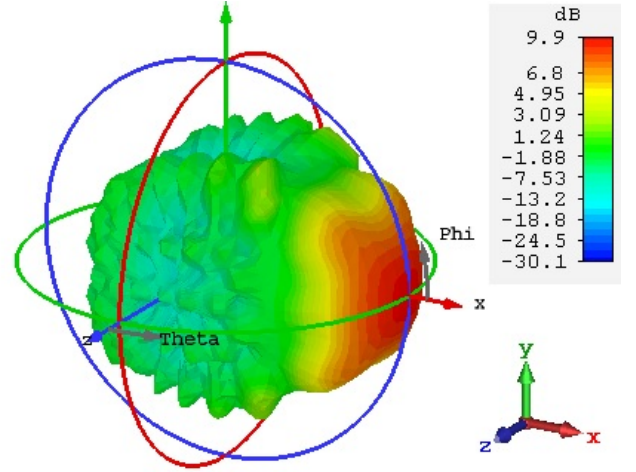 dB
9.9
6.8
4.95
3.09
1.24
-1.88
-7.53
-13.2
-18.8
-24.5
-30.1
Phi
x
z
Theta
y
z
x